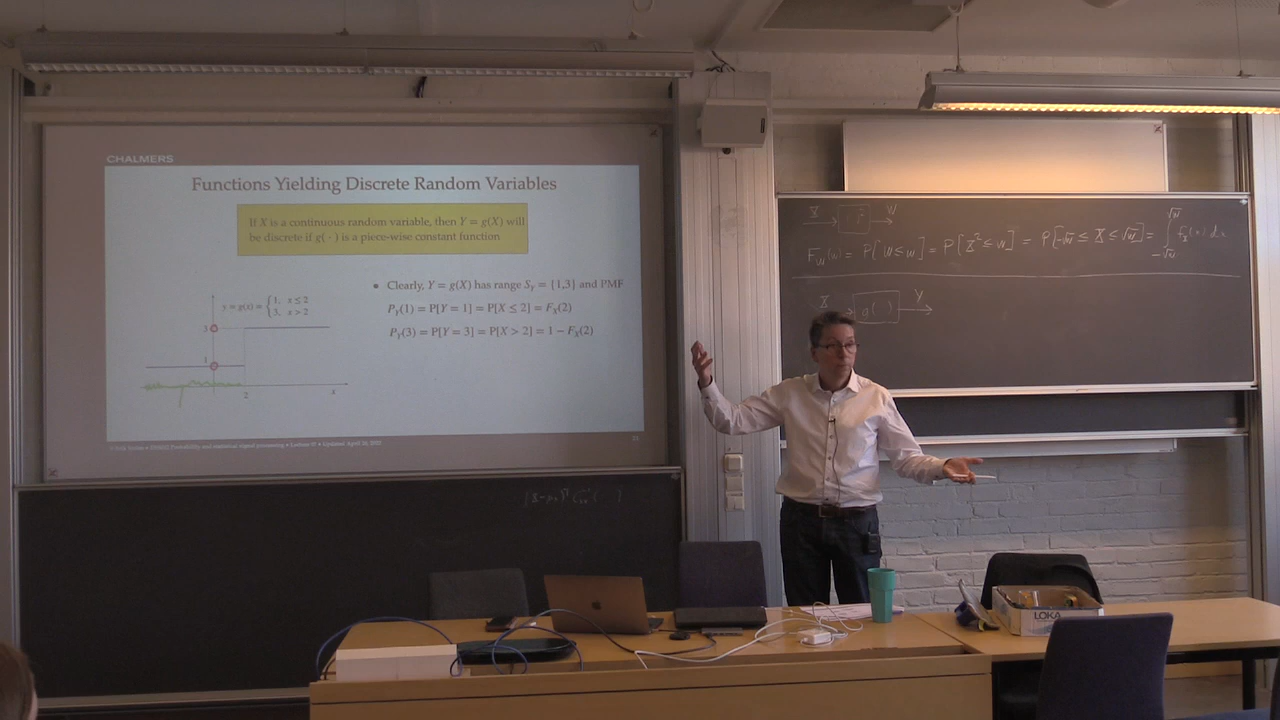 CHALMERS
Functions Yielding Discrete Random Variables
If X is a continuous random variable, then Y = g(X) will
be discrete if g( · ) is a piece-wise constant function
• Clearly, Y = g(X) has range S_Y = {1,3} and PMF
P_Y(1) = P[Y = 1] = P[X ≤ 2] = F_X(2)
P_Y(3) = P[Y = 3] = P[X > 2] = 1 − F_X(2)
y = g(x) = { 1, x ≤ 2
3, x > 2
3
1
2
x
X W
F_W(w) = P[W ≤ w] = P[X² ≤ w] = P[-√w ≤ X ≤ √w] = ∫_{-√w}^{√w} f_X(x) dx
X g( ) Y
LOKA